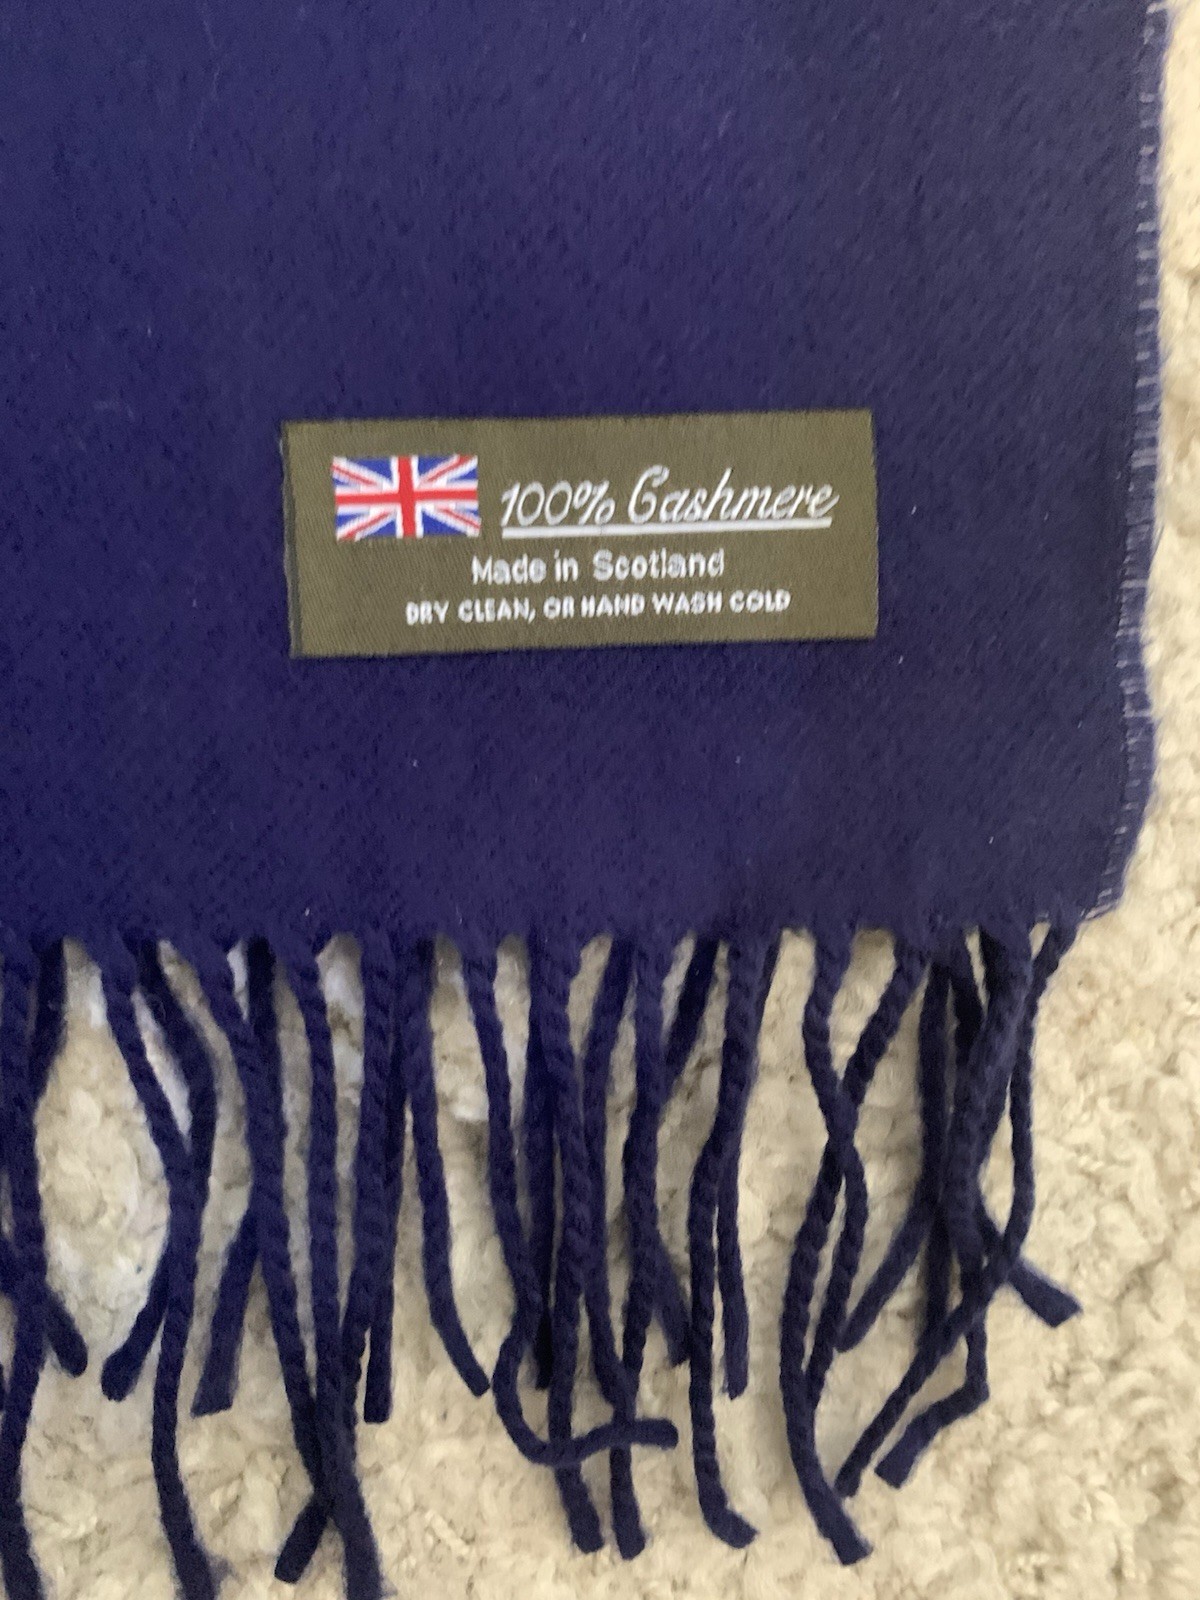 100% Cashmere
Made in Scotland
DRY CLEAN, OR HAND WASH COLD